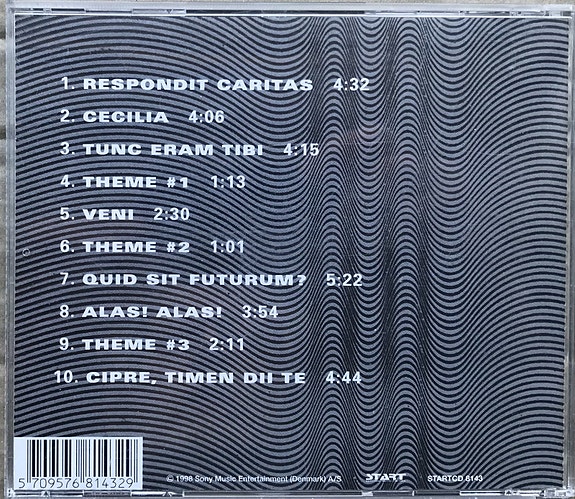 1. RESPONDIT CARITAS 4:32
2. CECILIA 4:06
3. TUNC ERAM TIBI 4:15
4. THEME #1 1:13
5. VENI 2:30
6. THEME #2 1:01
7. QUID SIT FUTURUM? 5:22
8. ALAS! ALAS! 3:54
9. THEME #3 2:11
10. CIPRE, TIMEN DII TE 4:44
5 709576 814329
© 1998 Sony Music Entertainment (Denmark) A/S
START
STARTCD 8143